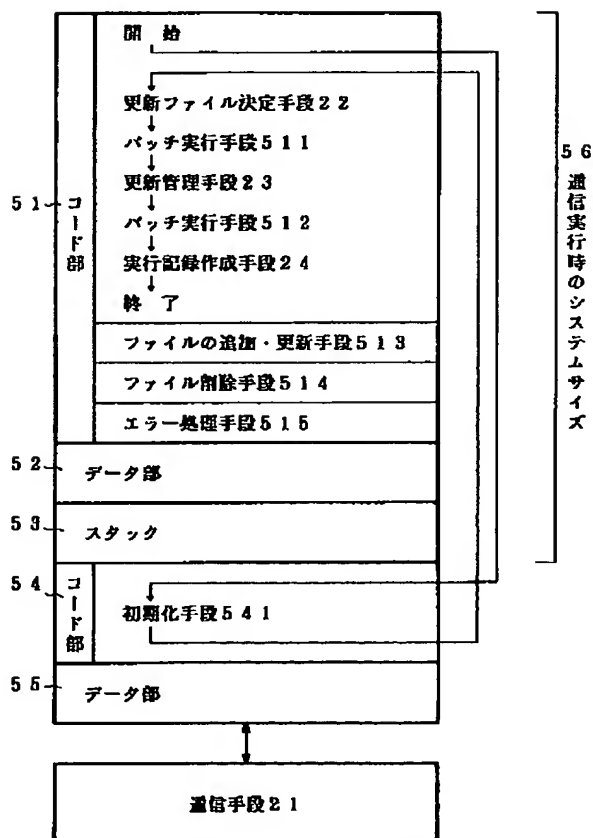 開 始
更新ファイル決定手段22
パッチ実行手段511
更新管理手段23
パッチ実行手段512
実行記録作成手段24
終 了
51
コード部
ファイルの追加・更新手段513
ファイル削除手段514
エラー処理手段515
52
データ部
53
スタック
54
コード部
初期化手段541
55
データ部
56
通信実行時のシステムサイズ
通信手段21